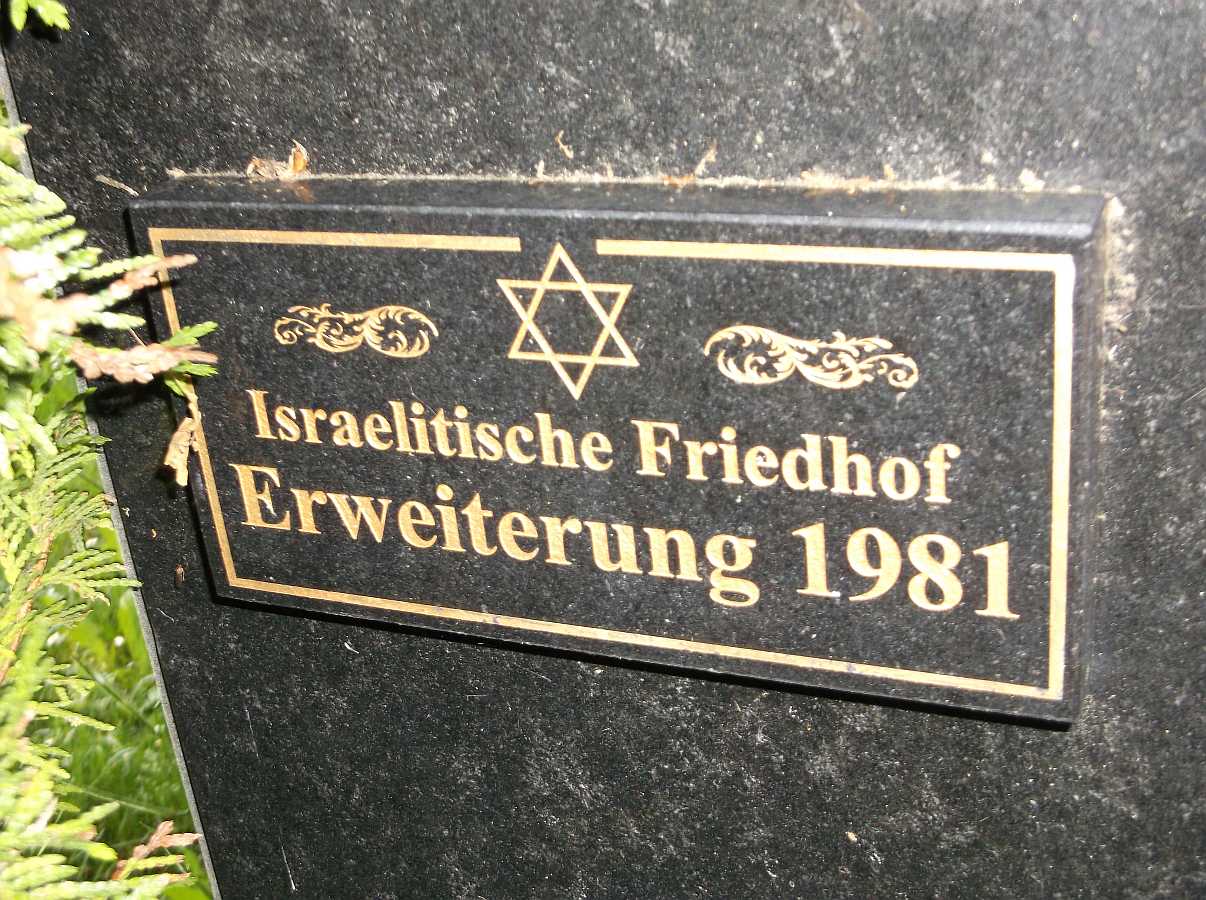 Israelitische Friedhof
Erweiterung 1981